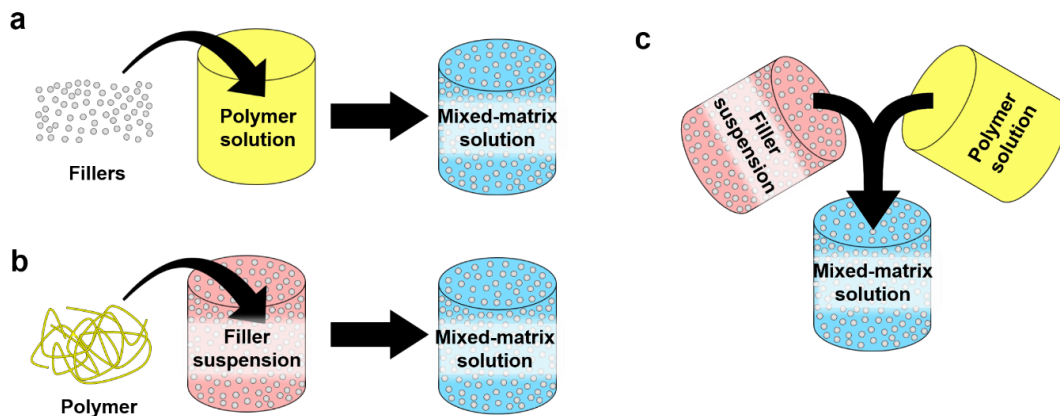 a
Fillers
Polymer
solution
Mixed-matrix
solution
b
Polymer
Filler
suspension
Mixed-matrix
solution
c
Filler
suspension
Polymer
solution
Mixed-matrix
solution